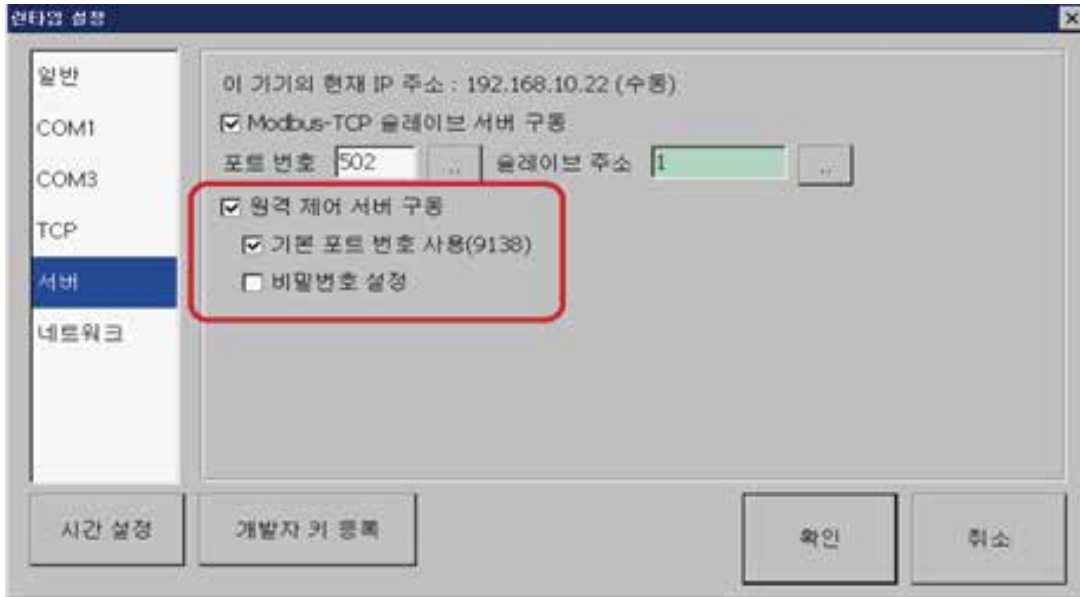 런타임 설정
일반
COM1
COM3
TCP
서버
네트워크
이 기기의 현재 IP 주소 : 192.168.10.22 (수동)
Modbus-TCP 슬레이브 서버 구동
포트 번호 502 .. 슬레이브 주소 1 ..
원격 제어 서버 구동
기본 포트 번호 사용(9138)
비밀번호 설정
시간 설정
개발자 키 등록
확인
취소